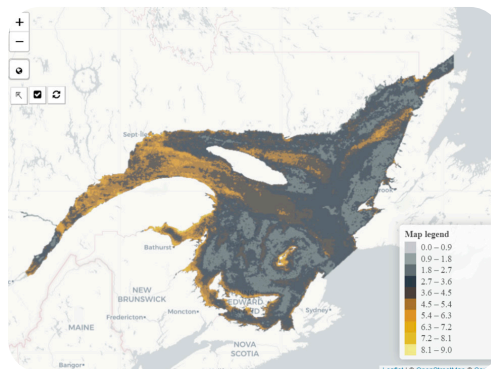 +
−
Sept-Îles
Bathurst
NEW
BRUNSWICK
Fredericton
Moncton
EDWARD
Sydney
MAINE
NOVA
SCOTIA
Bangor
Map legend
0.0 – 0.9
0.9 – 1.8
1.8 – 2.7
2.7 – 3.6
3.6 – 4.5
4.5 – 5.4
5.4 – 6.3
6.3 – 7.2
7.2 – 8.1
8.1 – 9.0